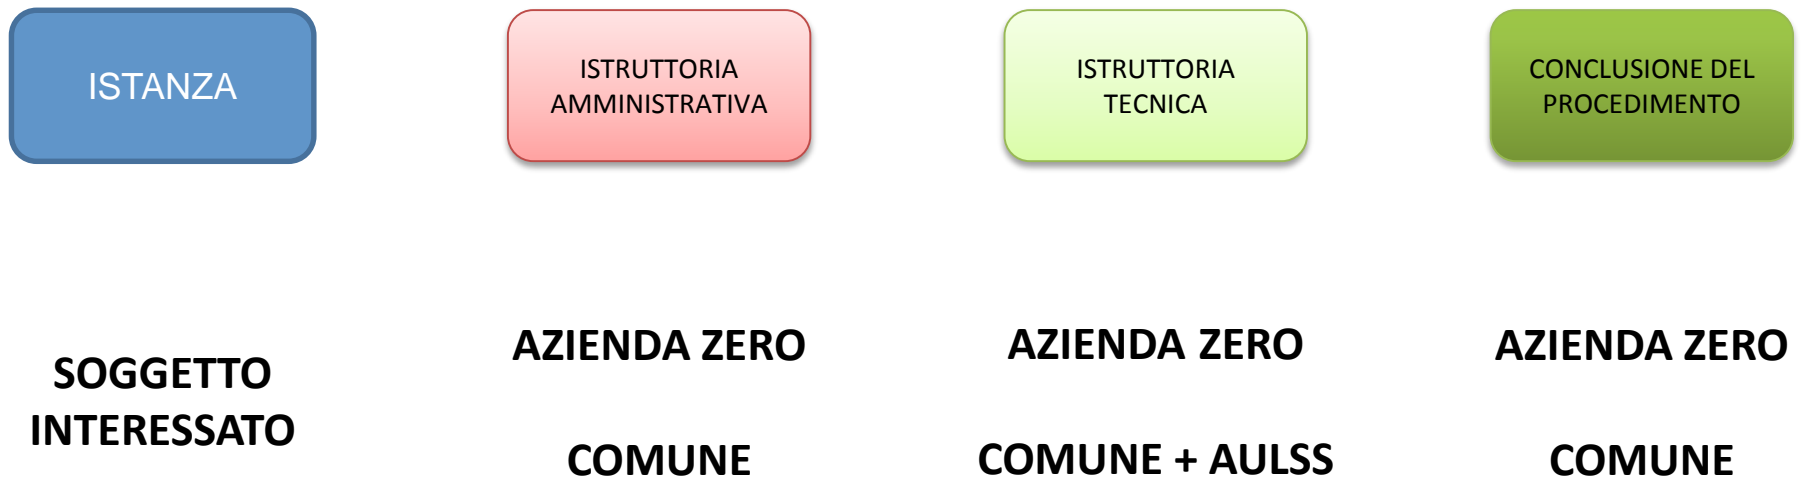 ISTANZA
ISTRUTTORIA
AMMINISTRATIVA
ISTRUTTORIA
TECNICA
CONCLUSIONE DEL
PROCEDIMENTO
SOGGETTO
INTERESSATO
AZIENDA ZERO
COMUNE
AZIENDA ZERO
COMUNE + AULSS
AZIENDA ZERO
COMUNE